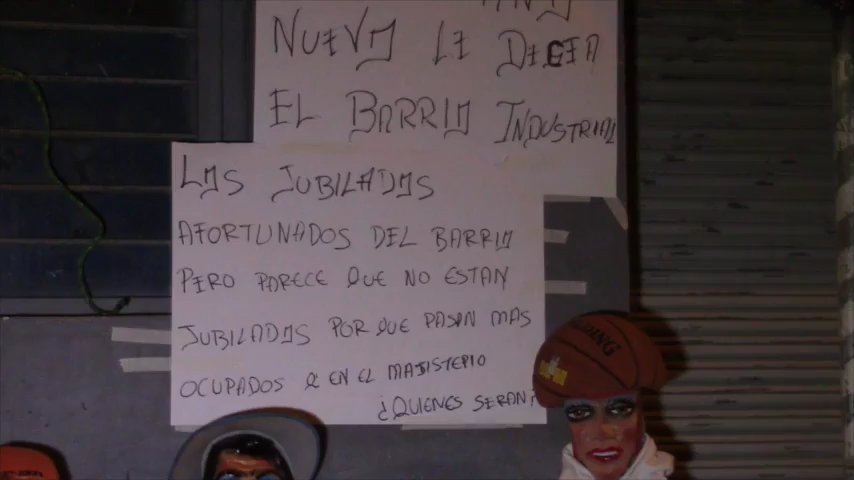 NUEVO LE DECIA
EL BARRIO INDUSTRIAL
LOS JUBILADOS
AFORTUNADOS DEL BARRIO
PERO PARECE QUE NO ESTAN
JUBILADOS POR QUE PASAN MAS
OCUPADOS Q EN EL MAJISTERIO
¿QUIENES SERAN?